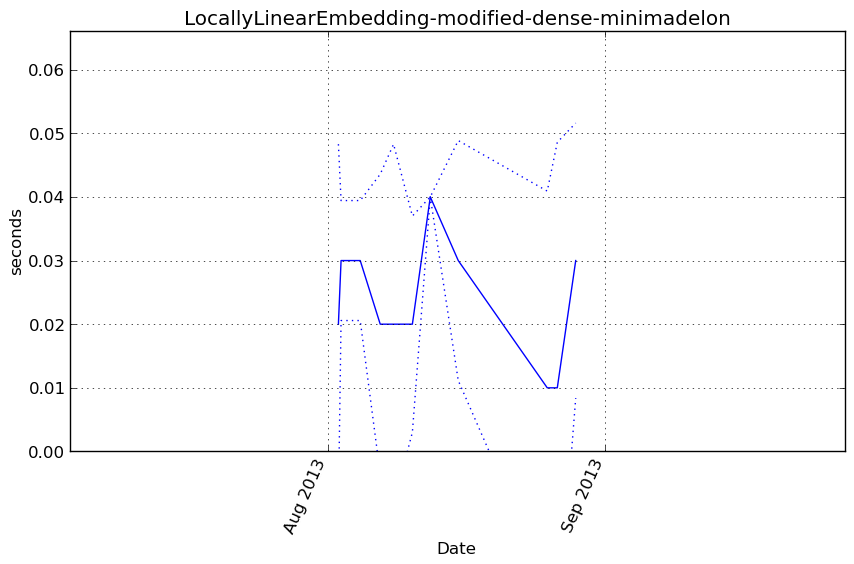 LocallyLinearEmbedding-modified-dense-minimadelon
0.06
0.05
0.04
0.03
0.02
0.01
0.00
seconds
Aug 2013
Sep 2013
Date